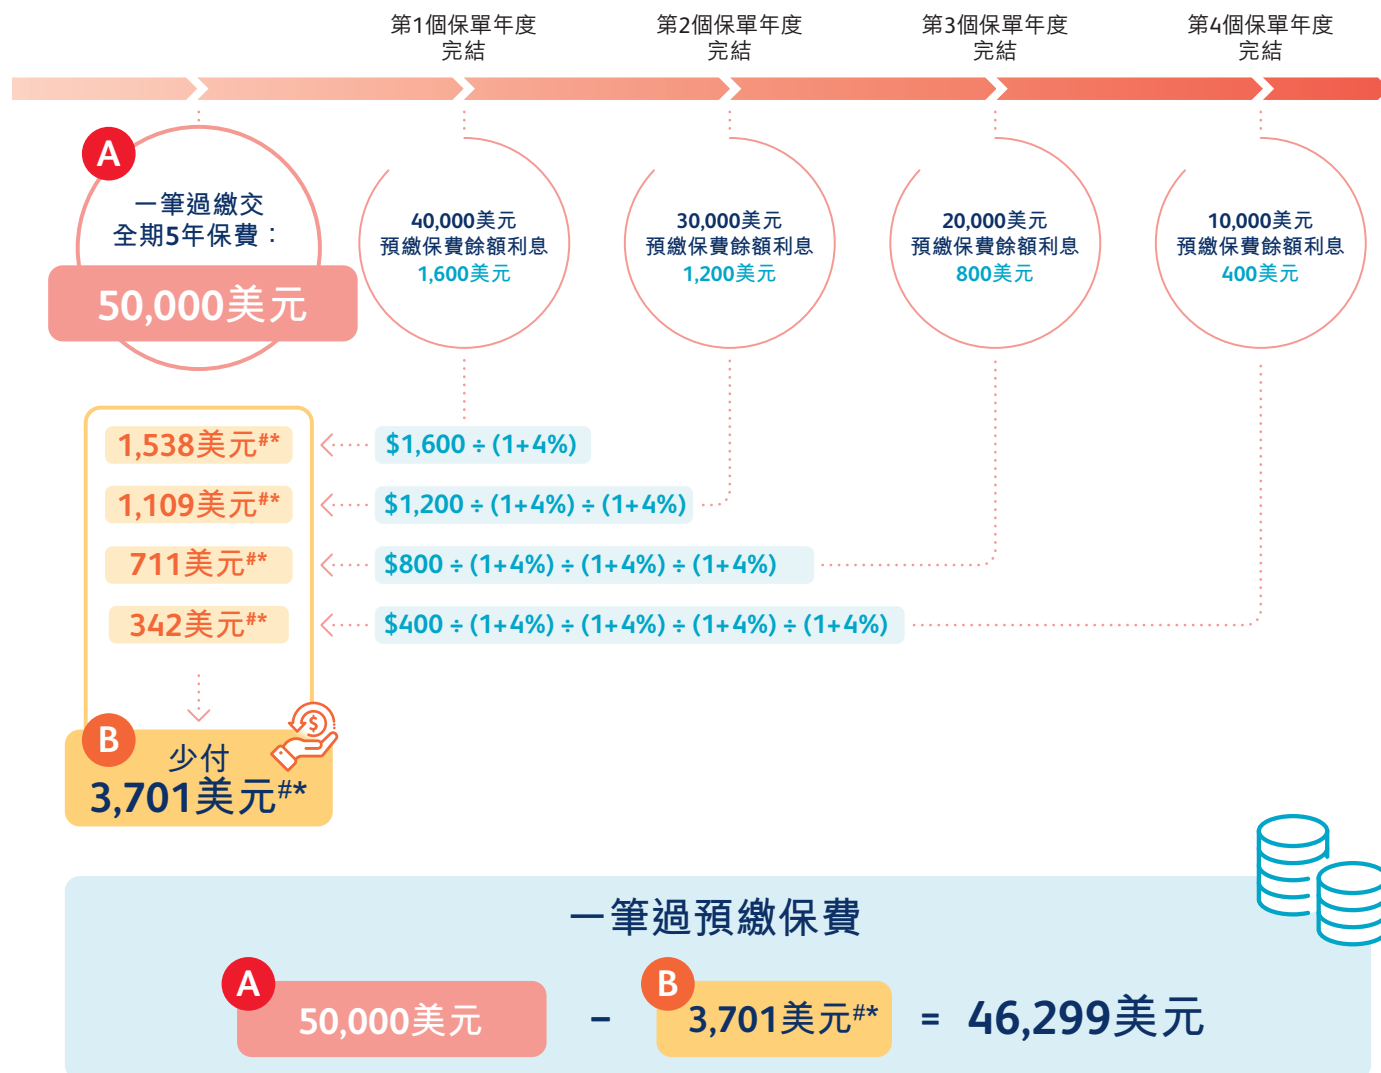 第1個保單年度
完結
第2個保單年度
完結
第3個保單年度
完結
第4個保單年度
完結
A
一筆過繳交
全期5年保費：
50,000美元
40,000美元
預繳保費餘額利息
1,600美元
30,000美元
預繳保費餘額利息
1,200美元
20,000美元
預繳保費餘額利息
800美元
10,000美元
預繳保費餘額利息
400美元
1,538美元#*
$1,600 ÷ (1+4%)
1,109美元#*
$1,200 ÷ (1+4%) ÷ (1+4%)
711美元#*
$800 ÷ (1+4%) ÷ (1+4%) ÷ (1+4%)
342美元#*
$400 ÷ (1+4%) ÷ (1+4%) ÷ (1+4%) ÷ (1+4%)
B
少付
3,701美元#*
$
一筆過預繳保費
A
50,000美元
–
B
3,701美元#*
= 46,299美元